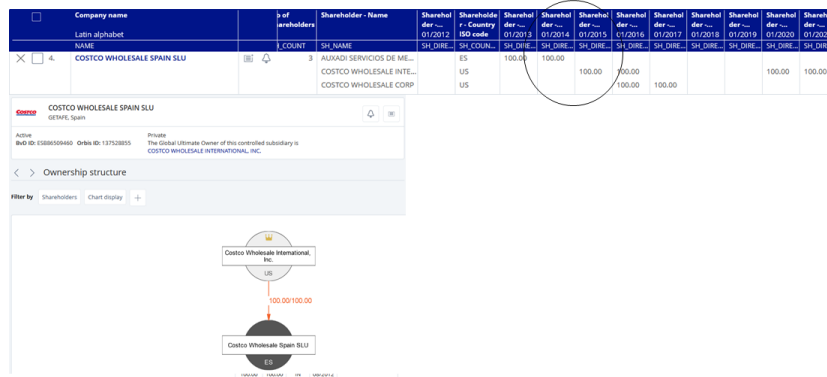 Company name
Latin alphabet
NAME
o of
areholders
_COUNT
Shareholder - Name
SH_NAME
Sharehol
der -...
01/2012
SH_DIRE...
Shareholde
r - Country
ISO code
SH_COUN...
Sharehol
der -...
01/2013
SH_DIRE...
Sharehol
der -...
01/2014
SH_DIRE...
Sharehol
der -...
01/2015
SH_DIRE...
Sharehol
der -...
01/2016
SH_DIRE...
Sharehol
der -...
01/2017
SH_DIRE...
Sharehol
der -...
01/2018
SH_DIRE...
Sharehol
der -...
01/2019
SH_DIRE...
Sharehol
der -...
01/2020
SH_DIRE...
Shareh
der -...
01/202
SH_DIR
4. COSTCO WHOLESALE SPAIN SLU 3 AUXADI SERVICIOS DE ME... ES 100.00 100.00
COSTCO WHOLESALE INTE... US 100.00 100.00 100.00 100.00
COSTCO WHOLESALE CORP US 100.00 100.00
Costco
COSTCO WHOLESALE SPAIN SLU
GETAFE, Spain
Active
BvD ID: ESB86509460 Orbis ID: 137528855
Private
The Global Ultimate Owner of this controlled subsidiary is
COSTCO WHOLESALE INTERNATIONAL, INC.
Ownership structure
Filter by Shareholders Chart display +
Costco Wholesale International,
Inc.
US
100.00/100.00
Costco Wholesale Spain SLU
ES